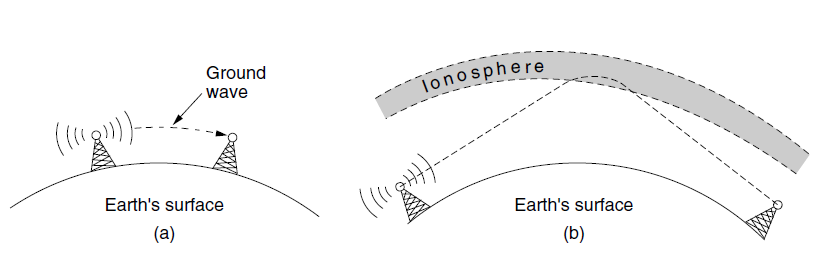 Ground
wave
Earth's surface
(a)
Ionosphere
Earth's surface
(b)